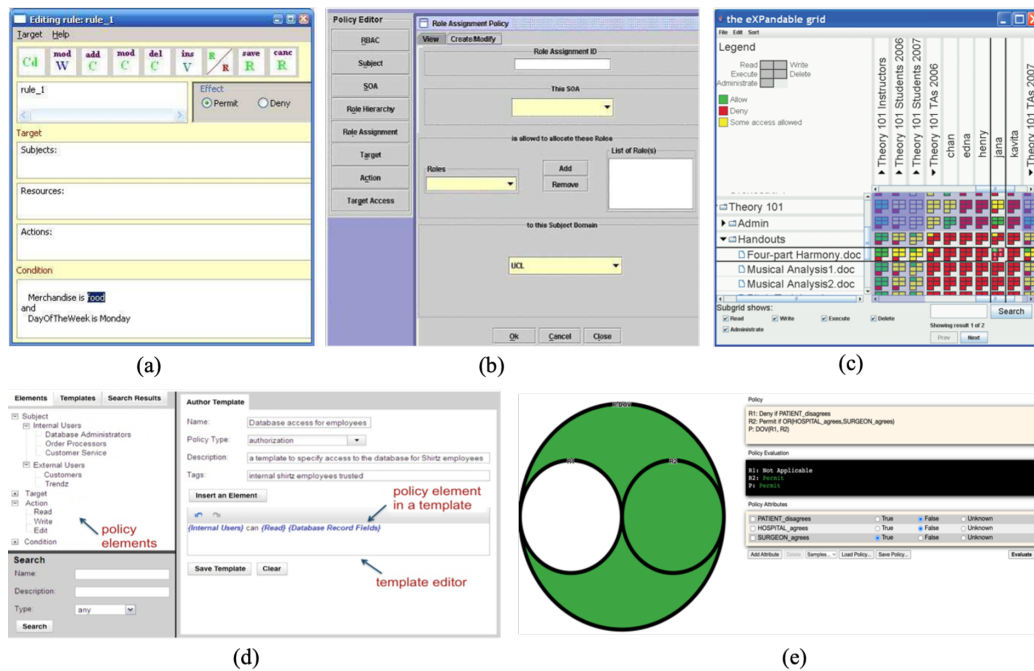 Editing rule: rule_1
Target Help
Cd
mod W
add C
mod C
del C
ins V
R / R
save R
canc R
rule_1
Effect
Permit Deny
Target
Subjects:
Resources:
Actions:
Condition
Merchandise is food
and
DayOfTheWeek is Monday
(a)
Policy Editor
RBAC
Subject
SOA
Role Hierarchy
Role Assignment
Target
Action
Target Access
Role Assignment Policy
View Create/Modify
Role Assignment ID
This SOA
is allowed to allocate these Roles
List of Role(s)
Roles
Add
Remove
to this Subject Domain
UCL
Ok Cancel Close
(b)
the eXPandable grid
File Edit Sort
Legend
Read Write
Execute Delete
Administrate
Allow
Deny
Some access allowed
Theory 101 Instructors
Theory 101 Students 2006
Theory 101 Students 2007
Theory 101 TAs 2006
chan
edna
henry
jana
kavita
Theory 101 TAs 2007
Theory 101
Admin
Handouts
Four-part Harmony.doc
Musical Analysis1.doc
Musical Analysis2.doc
Subgrid shows:
Read Write Execute Delete
Administrate
Search
Showing result 1 of 2
Prev Next
(c)
Elements Templates Search Results
Subject
Internal Users
Database Administrators
Order Processors
Customer Service
External Users
Customers
Trendz
Target
Action
Read
Write
Edit
Condition
policy
elements
Search
Name:
Description:
Type: any
Search
Author Template
Name: Database access for employees
Policy Type: authorization
Description: a template to specify access to the database for Shirtz employees
Tags: internal shirtz employees trusted
Insert an Element
policy element
in a template
{Internal Users} can {Read} {Database Record Fields}
template editor
Save Template Clear
(d)
Policy
R1: Deny if PATIENT_disagrees
R2: Permit if OR(HOSPITAL_agrees,SURGEON_agrees)
P: DOV(R1, R2)
Policy Evaluation
R1: Not Applicable
R2: Permit
P: Permit
Policy Attributes
PATIENT_disagrees True False Unknown
HOSPITAL_agrees True False Unknown
SURGEON_agrees True False Unknown
Add Attribute Delete Samples... Load Policy... Save Policy... Evaluate
(e)